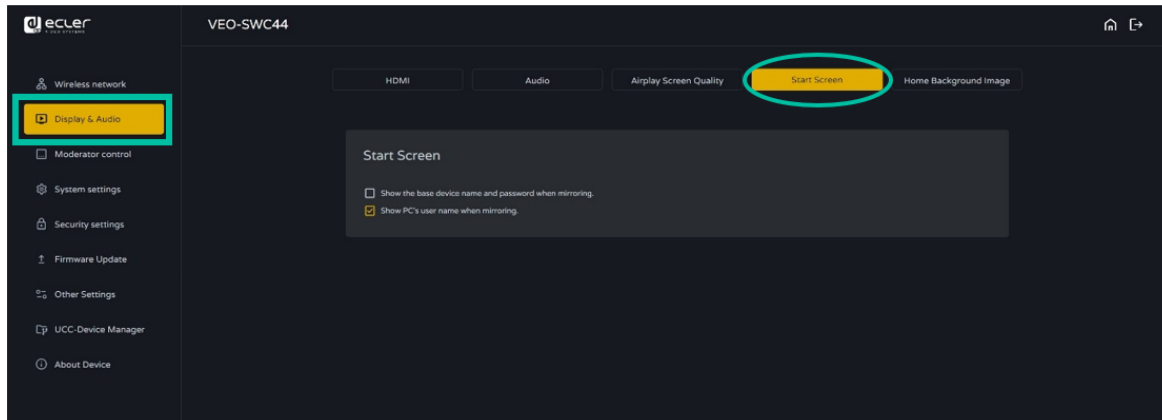 ecler
VEO-SWC44
Wireless network
Display & Audio
Moderator control
System settings
Security settings
Firmware Update
Other Settings
UCC-Device Manager
About Device
HDMI
Audio
Airplay Screen Quality
Start Screen
Home Background Image
Start Screen
Show the base device name and password when mirroring.
Show PC's user name when mirroring.